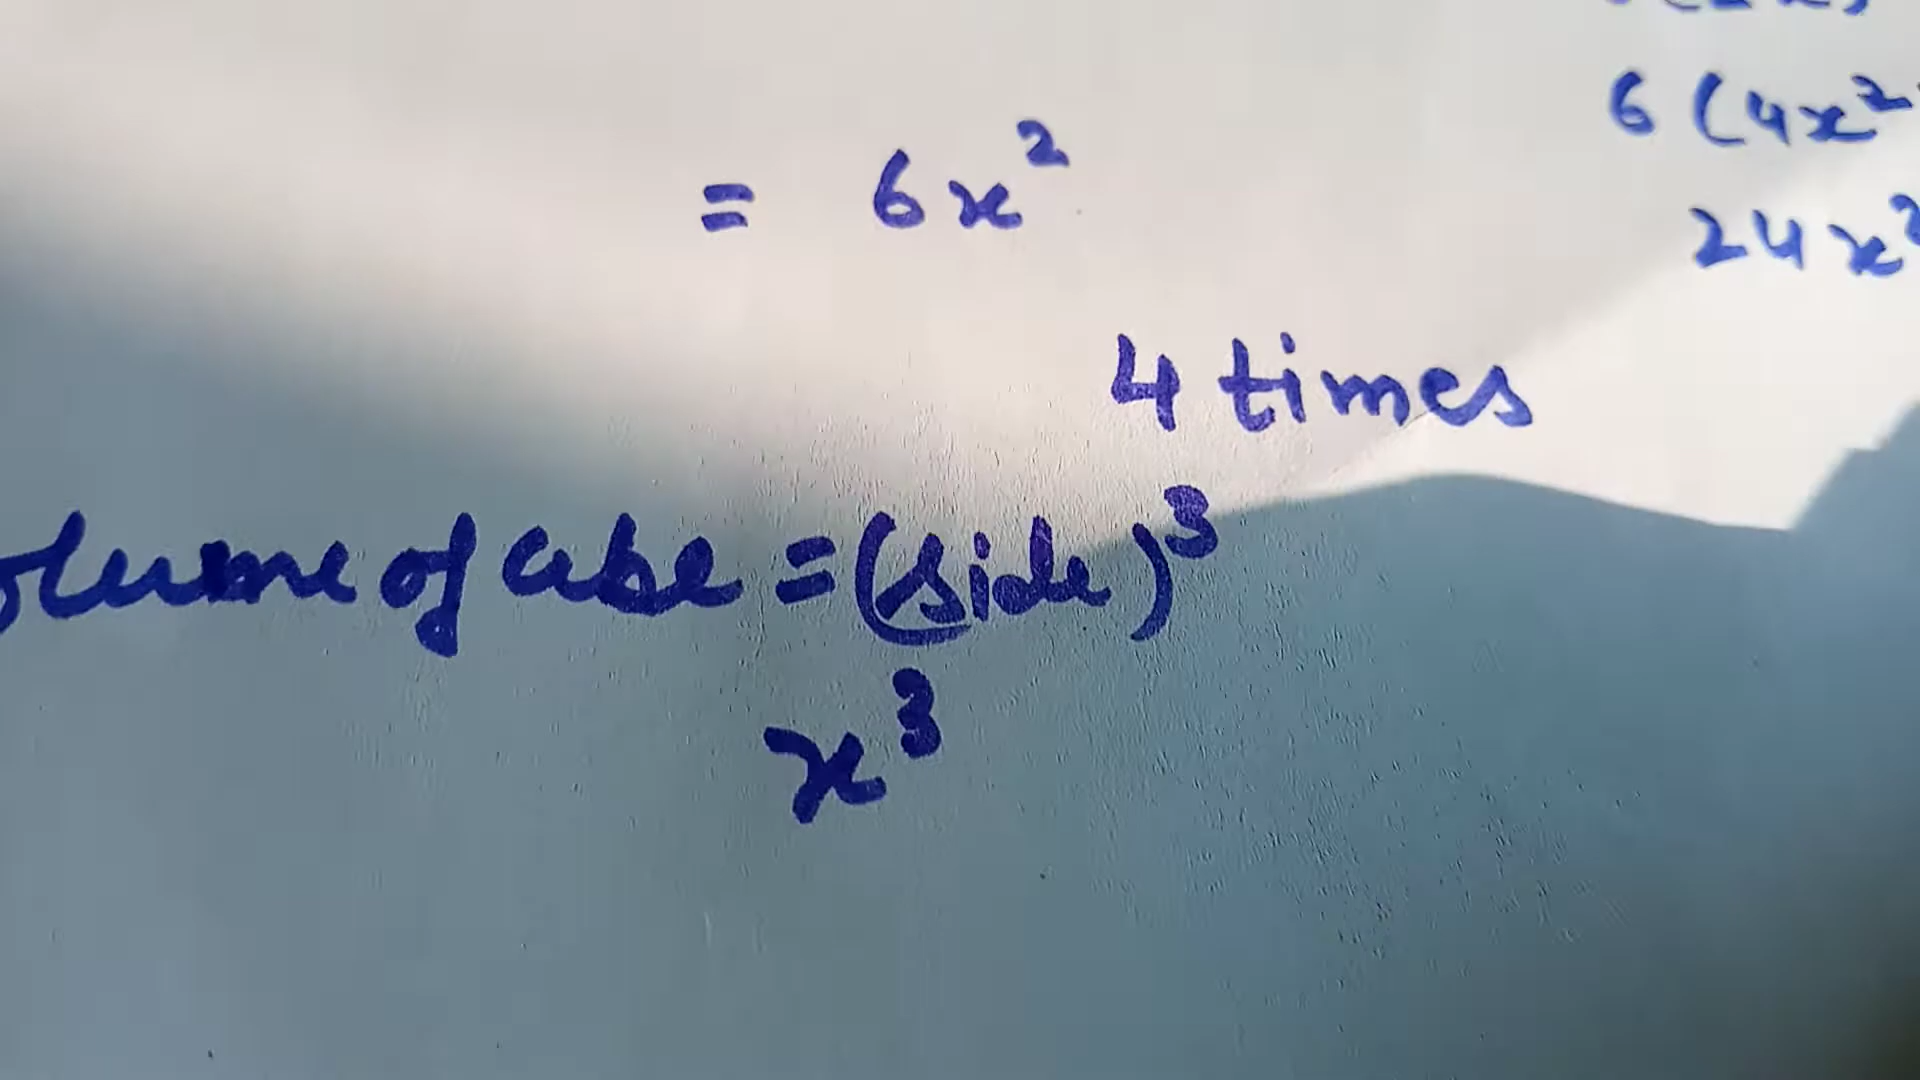 6 (4x²
= 6x²
24x²
4 times
olume of cube = (side)³
x³